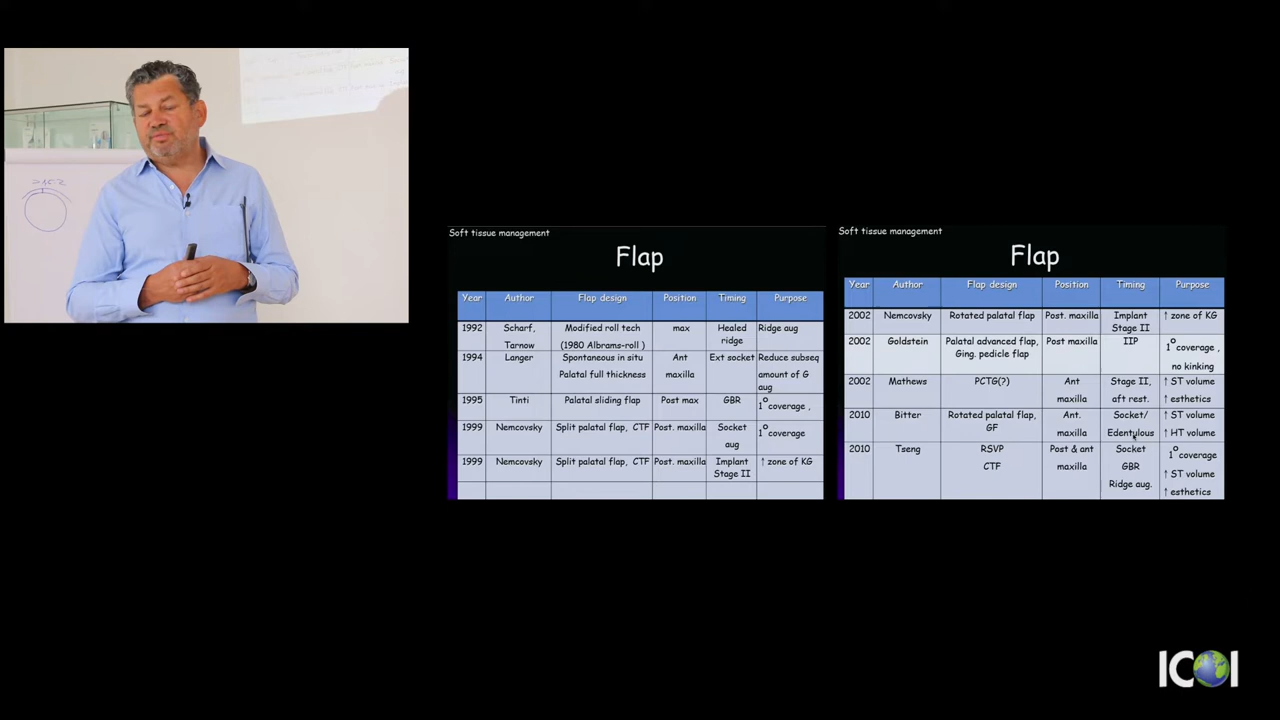 Soft tissue management
Flap
Year Author Flap design Position Timing Purpose
1992 Scharf, Tarnow Modified roll tech (1980 Albrams-roll ) max Healed ridge Ridge aug
1994 Langer Spontaneous in situ Palatal full thickness Ant maxilla Ext socket Reduce subseq amount of G aug
1995 Tinti Palatal sliding flap Post max GBR 1° coverage ,
1999 Nemcovsky Split palatal flap, CTF Post. maxilla Socket aug 1° coverage
1999 Nemcovsky Split palatal flap, CTF Post. maxilla Implant Stage II ↑ zone of KG
Soft tissue management
Flap
Year Author Flap design Position Timing Purpose
2002 Nemcovsky Rotated palatal flap Post. maxilla Implant Stage II ↑ zone of KG
2002 Goldstein Palatal advanced flap, Ging. pedicle flap Post maxilla IIP 1° coverage , no kinking
2002 Mathews PCTG(?) Ant maxilla Stage II, aft rest. ↑ ST volume ↑ esthetics
2010 Bitter Rotated palatal flap, GF Ant. maxilla Socket/ Edentulous ↑ ST volume ↑ HT volume
2010 Tseng RSVP CTF Post & ant maxilla Socket GBR Ridge aug. 1° coverage ↑ ST volume ↑ esthetics
ICOI